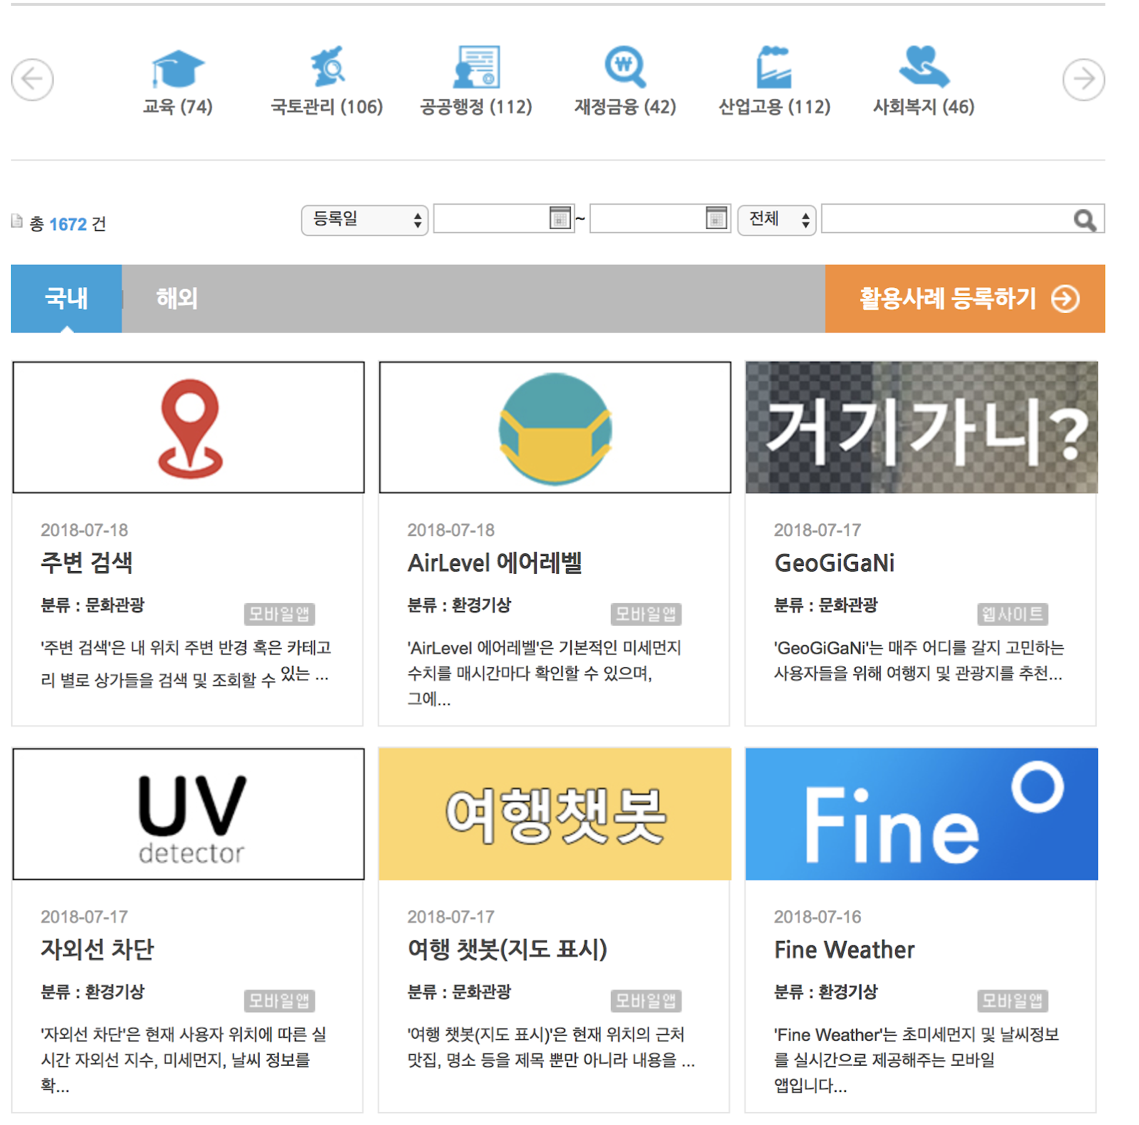 교육 (74)
국토관리 (106)
공공행정 (112)
재정금융 (42)
산업고용 (112)
사회복지 (46)
총 1672 건
등록일
~
전체
국내
해외
활용사례 등록하기
2018-07-18
주변 검색
분류 : 문화관광
모바일앱
'주변 검색'은 내 위치 주변 반경 혹은 카테고
리 별로 상가들을 검색 및 조회할 수 있는 ...
2018-07-18
AirLevel 에어레벨
분류 : 환경기상
모바일앱
'AirLevel 에어레벨'은 기본적인 미세먼지
수치를 매시간마다 확인할 수 있으며,
그에...
거기가니?
2018-07-17
GeoGiGaNi
분류 : 문화관광
웹사이트
'GeoGiGaNi'는 매주 어디를 갈지 고민하는
사용자들을 위해 여행지 및 관광지를 추천...
UV
detector
2018-07-17
자외선 차단
분류 : 환경기상
모바일앱
'자외선 차단'은 현재 사용자 위치에 따른 실
시간 자외선 지수, 미세먼지, 날씨 정보를
확...
여행챗봇
2018-07-17
여행 챗봇(지도 표시)
분류 : 문화관광
모바일앱
'여행 챗봇(지도 표시)'은 현재 위치의 근처
맛집, 명소 등을 제목 뿐만 아니라 내용을 ...
Fine
2018-07-16
Fine Weather
분류 : 환경기상
모바일앱
'Fine Weather'는 초미세먼지 및 날씨정보
를 실시간으로 제공해주는 모바일
앱입니다...